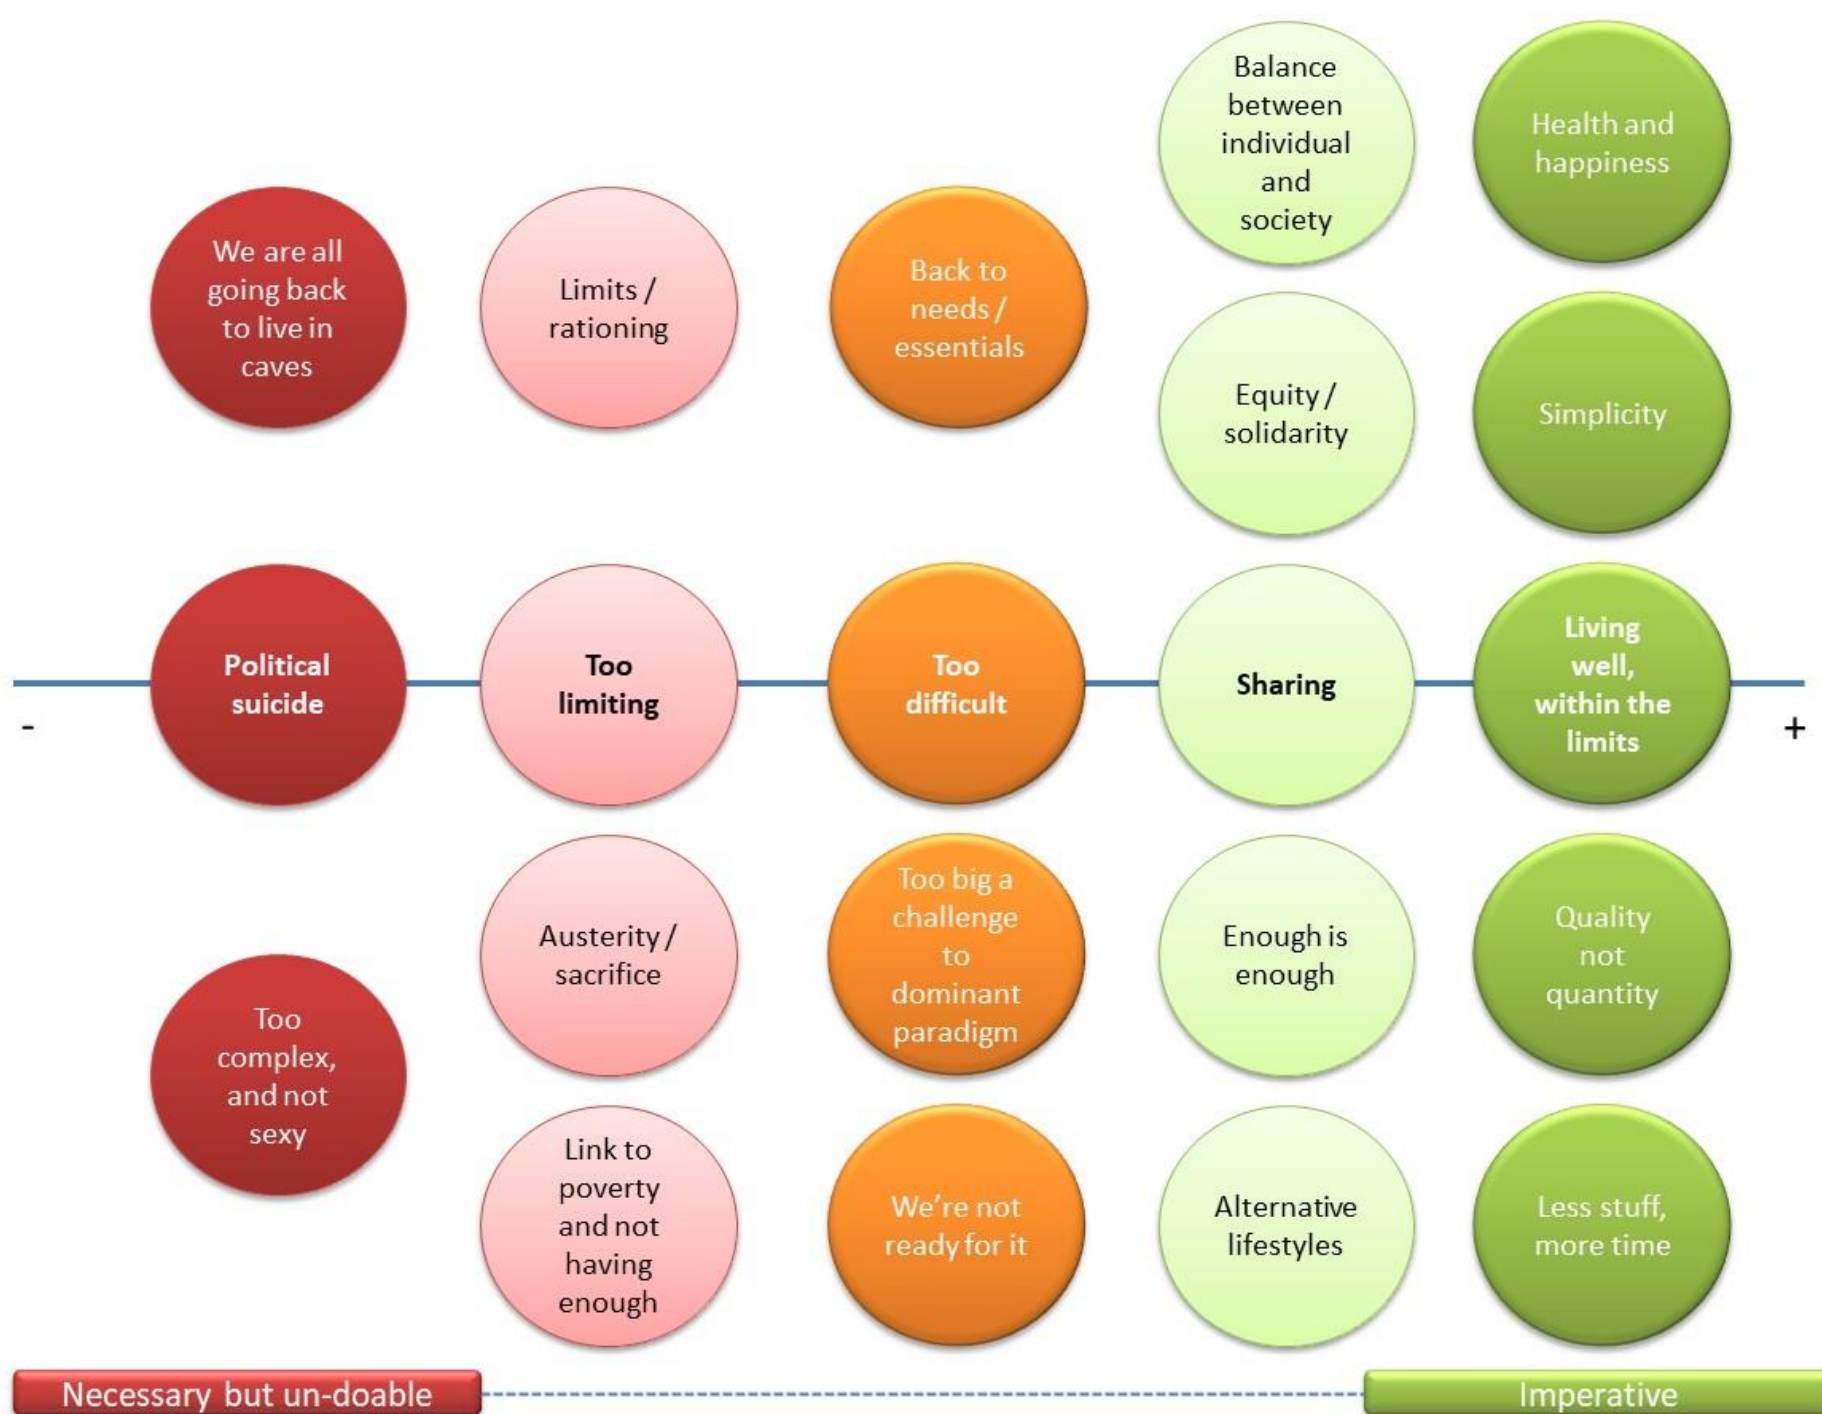 We are all
going back
to live in
caves
Political
suicide
Too
complex,
and not
sexy
Limits /
rationing
Too
limiting
Austerity /
sacrifice
Link to
poverty
and not
having
enough
Back to
needs /
essentials
Too
difficult
Too big a
challenge
to
dominant
paradigm
We’re not
ready for it
Balance
between
individual
and
society
Equity /
solidarity
Sharing
Enough is
enough
Alternative
lifestyles
Health and
happiness
Simplicity
Living
well,
within the
limits
Quality
not
quantity
Less stuff,
more time
-
+
Necessary but un-doable
Imperative